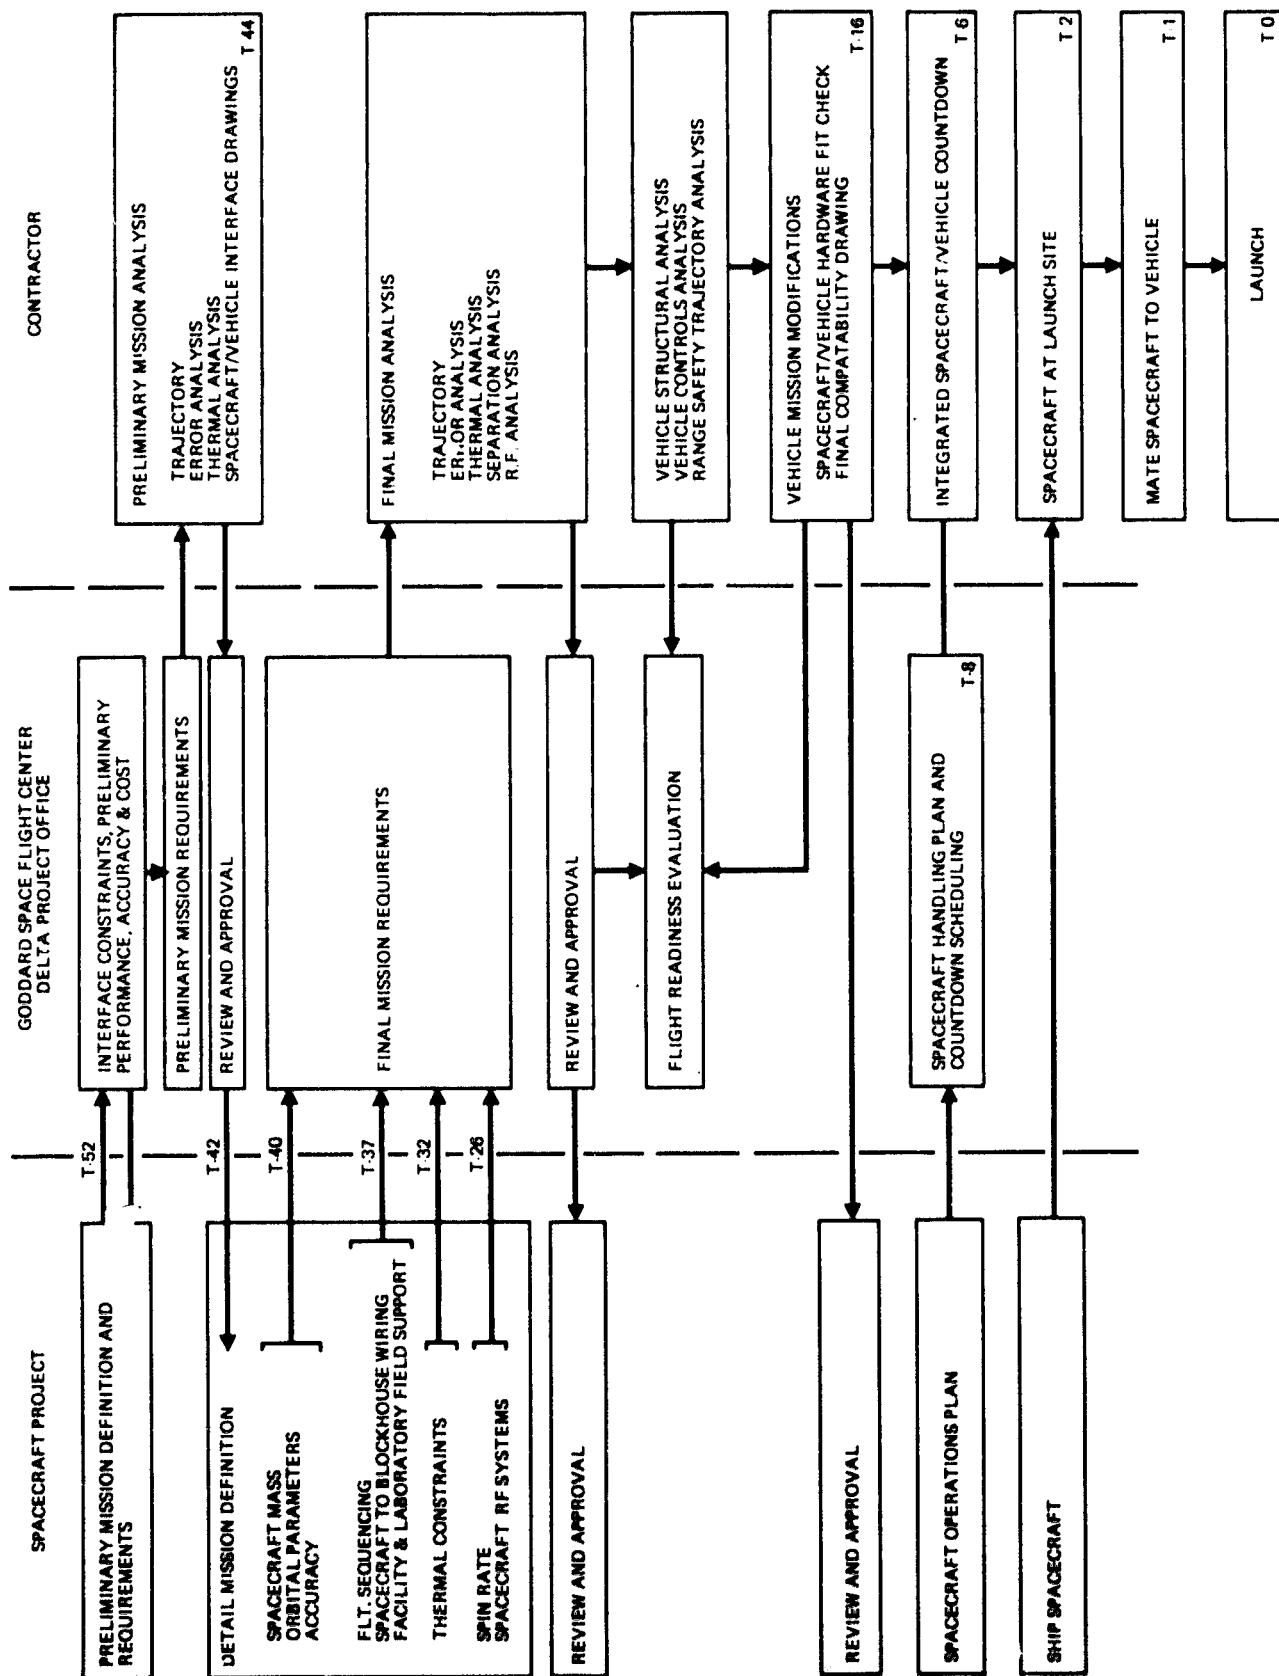 SPACECRAFT PROJECT
PRELIMINARY MISSION DEFINITION AND
REQUIREMENTS
DETAIL MISSION DEFINITION
SPACECRAFT MASS
ORBITAL PARAMETERS
ACCURACY
FLT. SEQUENCING
SPACECRAFT TO BLOCKHOUSE WIRING
FACILITY & LABORATORY FIELD SUPPORT
THERMAL CONSTRAINTS
SPIN RATE
SPACECRAFT RF SYSTEMS
REVIEW AND APPROVAL
REVIEW AND APPROVAL
SPACECRAFT OPERATIONS PLAN
SHIP SPACECRAFT
T-52
T-42
T-40
T-37
T-32
T-26
GODDARD SPACE FLIGHT CENTER
DELTA PROJECT OFFICE
INTERFACE CONSTRAINTS, PRELIMINARY
PERFORMANCE, ACCURACY & COST
PRELIMINARY MISSION REQUIREMENTS
REVIEW AND APPROVAL
FINAL MISSION REQUIREMENTS
REVIEW AND APPROVAL
FLIGHT READINESS EVALUATION
SPACECRAFT HANDLING PLAN AND
COUNTDOWN SCHEDULING
T-8
CONTRACTOR
PRELIMINARY MISSION ANALYSIS
TRAJECTORY
ERROR ANALYSIS
THERMAL ANALYSIS
SPACECRAFT/VEHICLE INTERFACE DRAWINGS
T-44
FINAL MISSION ANALYSIS
TRAJECTORY
ERROR ANALYSIS
THERMAL ANALYSIS
SEPARATION ANALYSIS
R.F. ANALYSIS
VEHICLE STRUCTURAL ANALYSIS
VEHICLE CONTROLS ANALYSIS
RANGE SAFETY TRAJECTORY ANALYSIS
VEHICLE MISSION MODIFICATIONS
SPACECRAFT/VEHICLE HARDWARE FIT CHECK
FINAL COMPATABILITY DRAWING
T-16
INTEGRATED SPACECRAFT/VEHICLE COUNTDOWN
T 6
SPACECRAFT AT LAUNCH SITE
T 2
MATE SPACECRAFT TO VEHICLE
T-1
LAUNCH
T 0